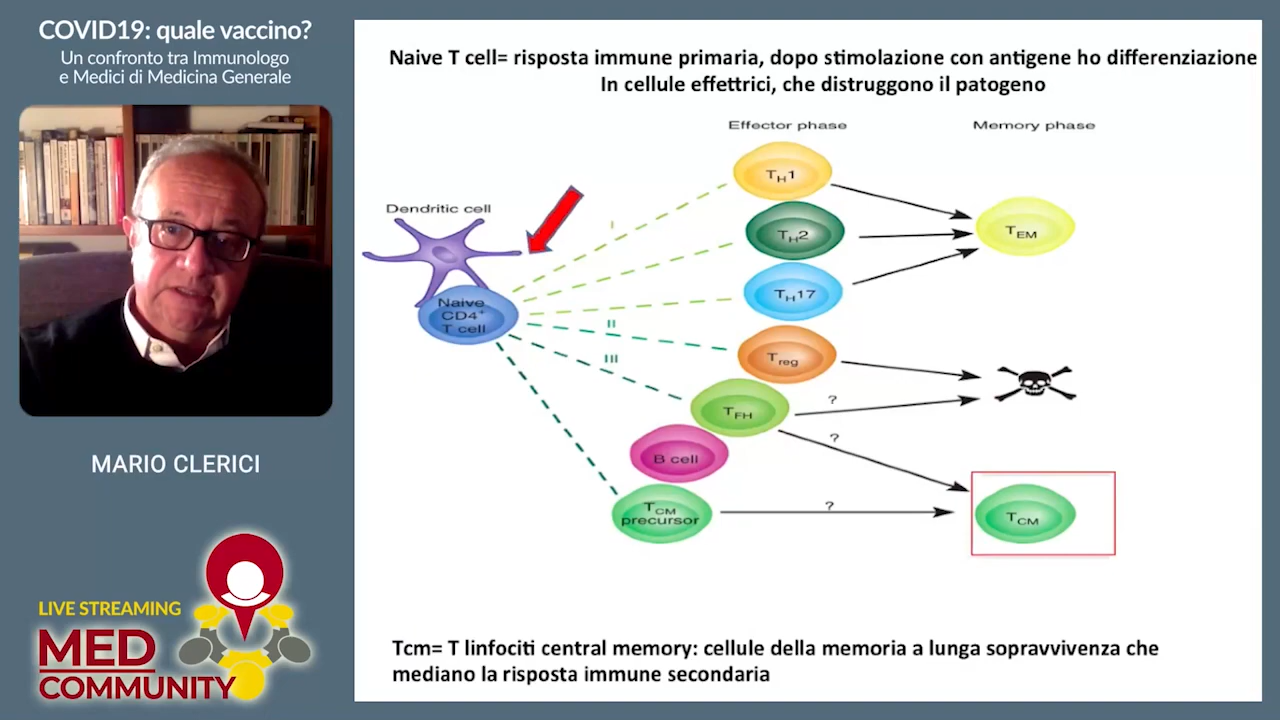 COVID19: quale vaccino?
Un confronto tra Immunologo
e Medici di Medicina Generale
MARIO CLERICI
LIVE STREAMING
MED
COMMUNITY
Naive T cell= risposta immune primaria, dopo stimolazione con antigene ho differenziazione
In cellule effettrici, che distruggono il patogeno
Effector phase
Memory phase
Dendritic cell
Naive
CD4+
T cell
I
II
III
TH1
TH2
TH17
Treg
TFH
B cell
TCM
precursor
?
?
?
TEM
TCM
Tcm= T linfociti central memory: cellule della memoria a lunga sopravvivenza che
mediano la risposta immune secondaria